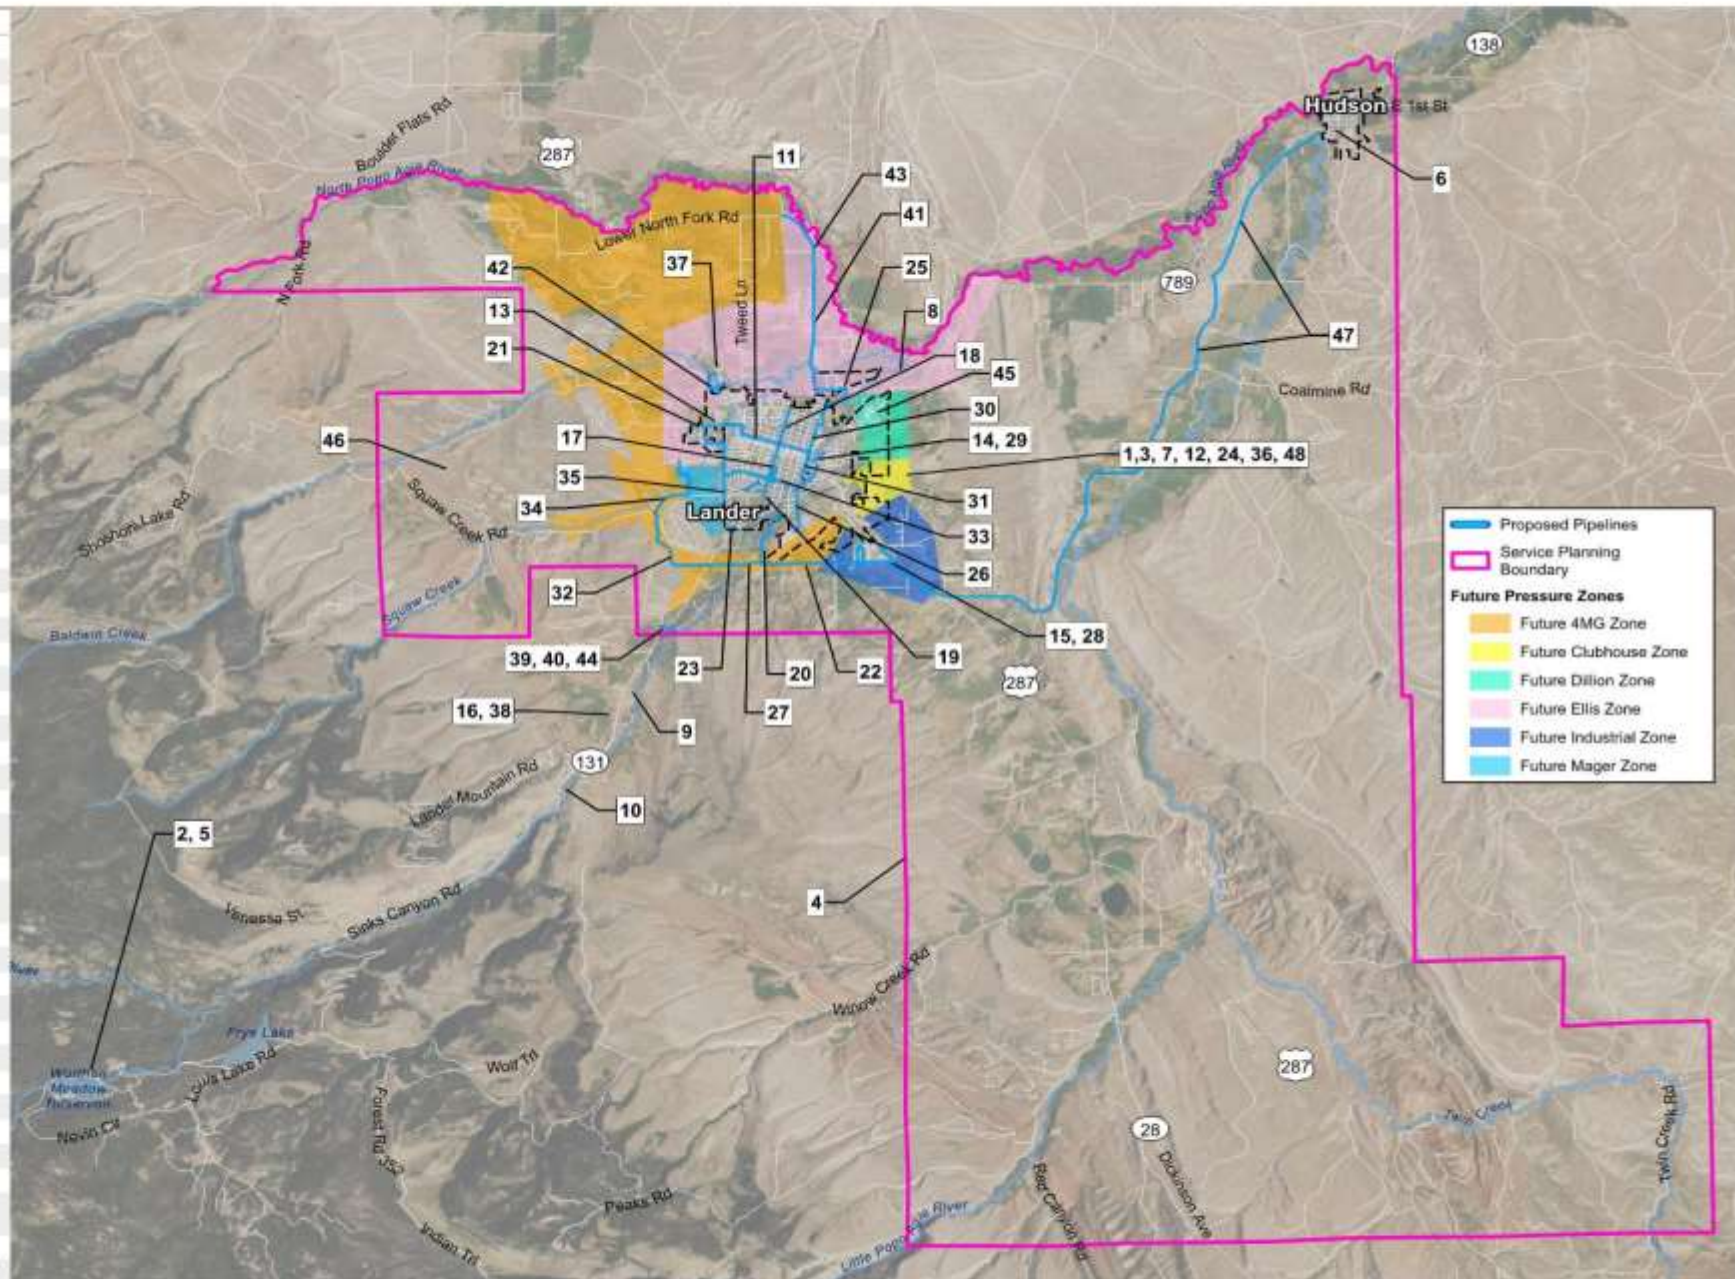 138
Hudson
E 1st St
Boulder Flats Rd
287
11
North Popo Agie River
43
6
Lower North Fork Rd
41
N Fork Rd
42
37
25
789
Tweed Ln
13
8
47
21
18
45
Coalmine Rd
30
46
17
14, 29
1,3, 7, 12, 24, 36, 48
35
Squaw Creek Rd
31
34
Lander
Shoshoni Lake Rd
33
26
32
Squaw Creek
Baldwin Creek
15, 28
39, 40, 44
23
20
22
19
287
16, 38
27
9
131
Lander Mountain Rd
10
2, 5
4
Venessa St
Sinks Canyon Rd
River
Willow Creek Rd
Frye Lake
Wolf Trl
287
Worthen
Meadow
Reservoir
Louis Lake Rd
Nevin Cir
Forest Rd 352
Twin Creek
Twin Creek Rd
28
Dickinson Ave
Red Canyon Rd
Peaks Rd
Little Popo Agie River
Indian Trl
Proposed Pipelines
Service Planning
Boundary
Future Pressure Zones
Future 4MG Zone
Future Clubhouse Zone
Future Dillion Zone
Future Ellis Zone
Future Industrial Zone
Future Mager Zone